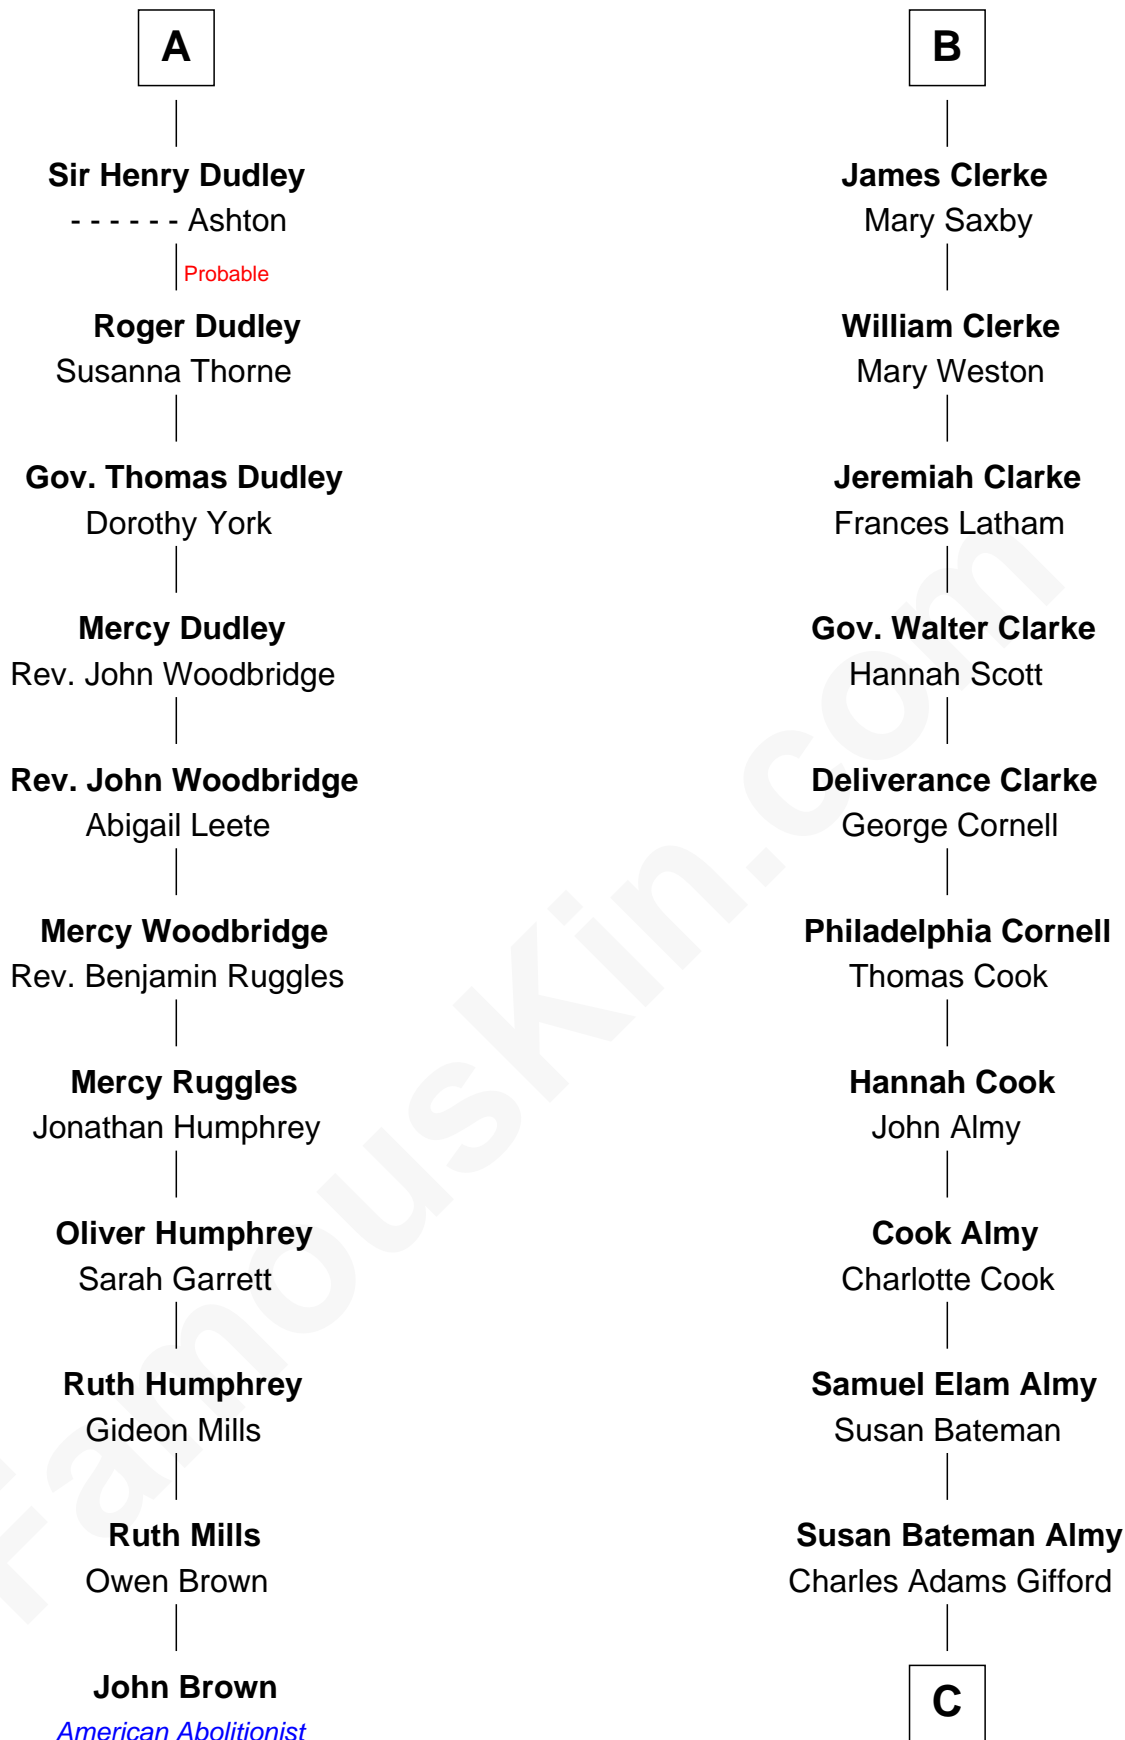 A
Sir Henry Dudley
- - - - - - Ashton
Probable
Roger Dudley
Susanna Thorne
Gov. Thomas Dudley
Dorothy York
Mercy Dudley
Rev. John Woodbridge
Rev. John Woodbridge
Abigail Leete
Mercy Woodbridge
Rev. Benjamin Ruggles
Mercy Ruggles
Jonathan Humphrey
Oliver Humphrey
Sarah Garrett
Ruth Humphrey
Gideon Mills
Ruth Mills
Owen Brown
John Brown
American Abolitionist
B
James Clerke
Mary Saxby
William Clerke
Mary Weston
Jeremiah Clarke
Frances Latham
Gov. Walter Clarke
Hannah Scott
Deliverance Clarke
George Cornell
Philadelphia Cornell
Thomas Cook
Hannah Cook
John Almy
Cook Almy
Charlotte Cook
Samuel Elam Almy
Susan Bateman
Susan Bateman Almy
Charles Adams Gifford
C
FamousKin.com